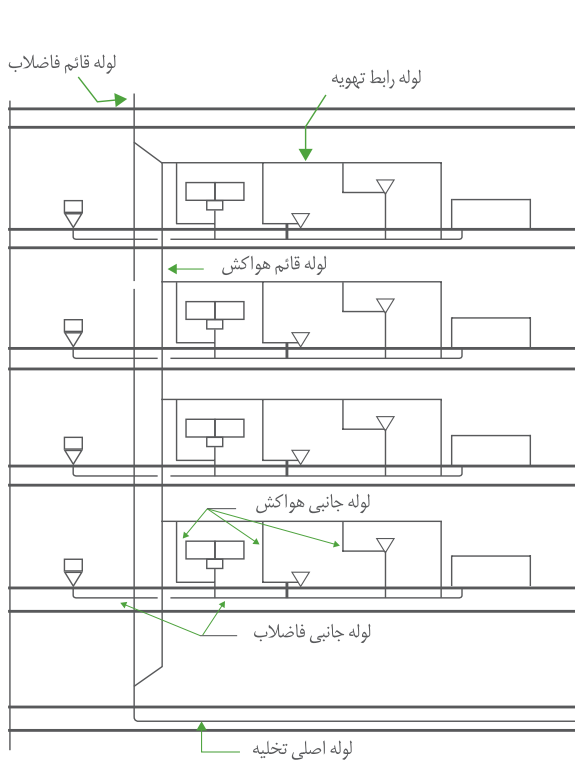 لوله قائم فاضلاب
لوله رابط تهویه
لوله قائم هواکش
لوله جانبی هواکش
لوله جانبی فاضلاب
لوله اصلی تخلیه